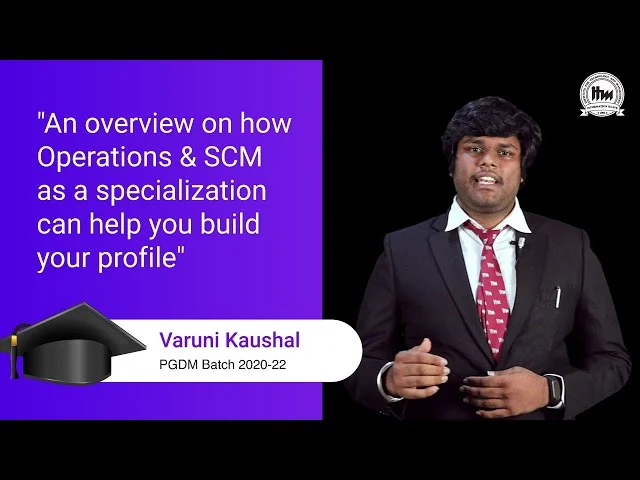 "An overview on how
Operations & SCM
as a specialization
can help you build
your profile"
Varuni Kaushal
PGDM Batch 2020-22
itm